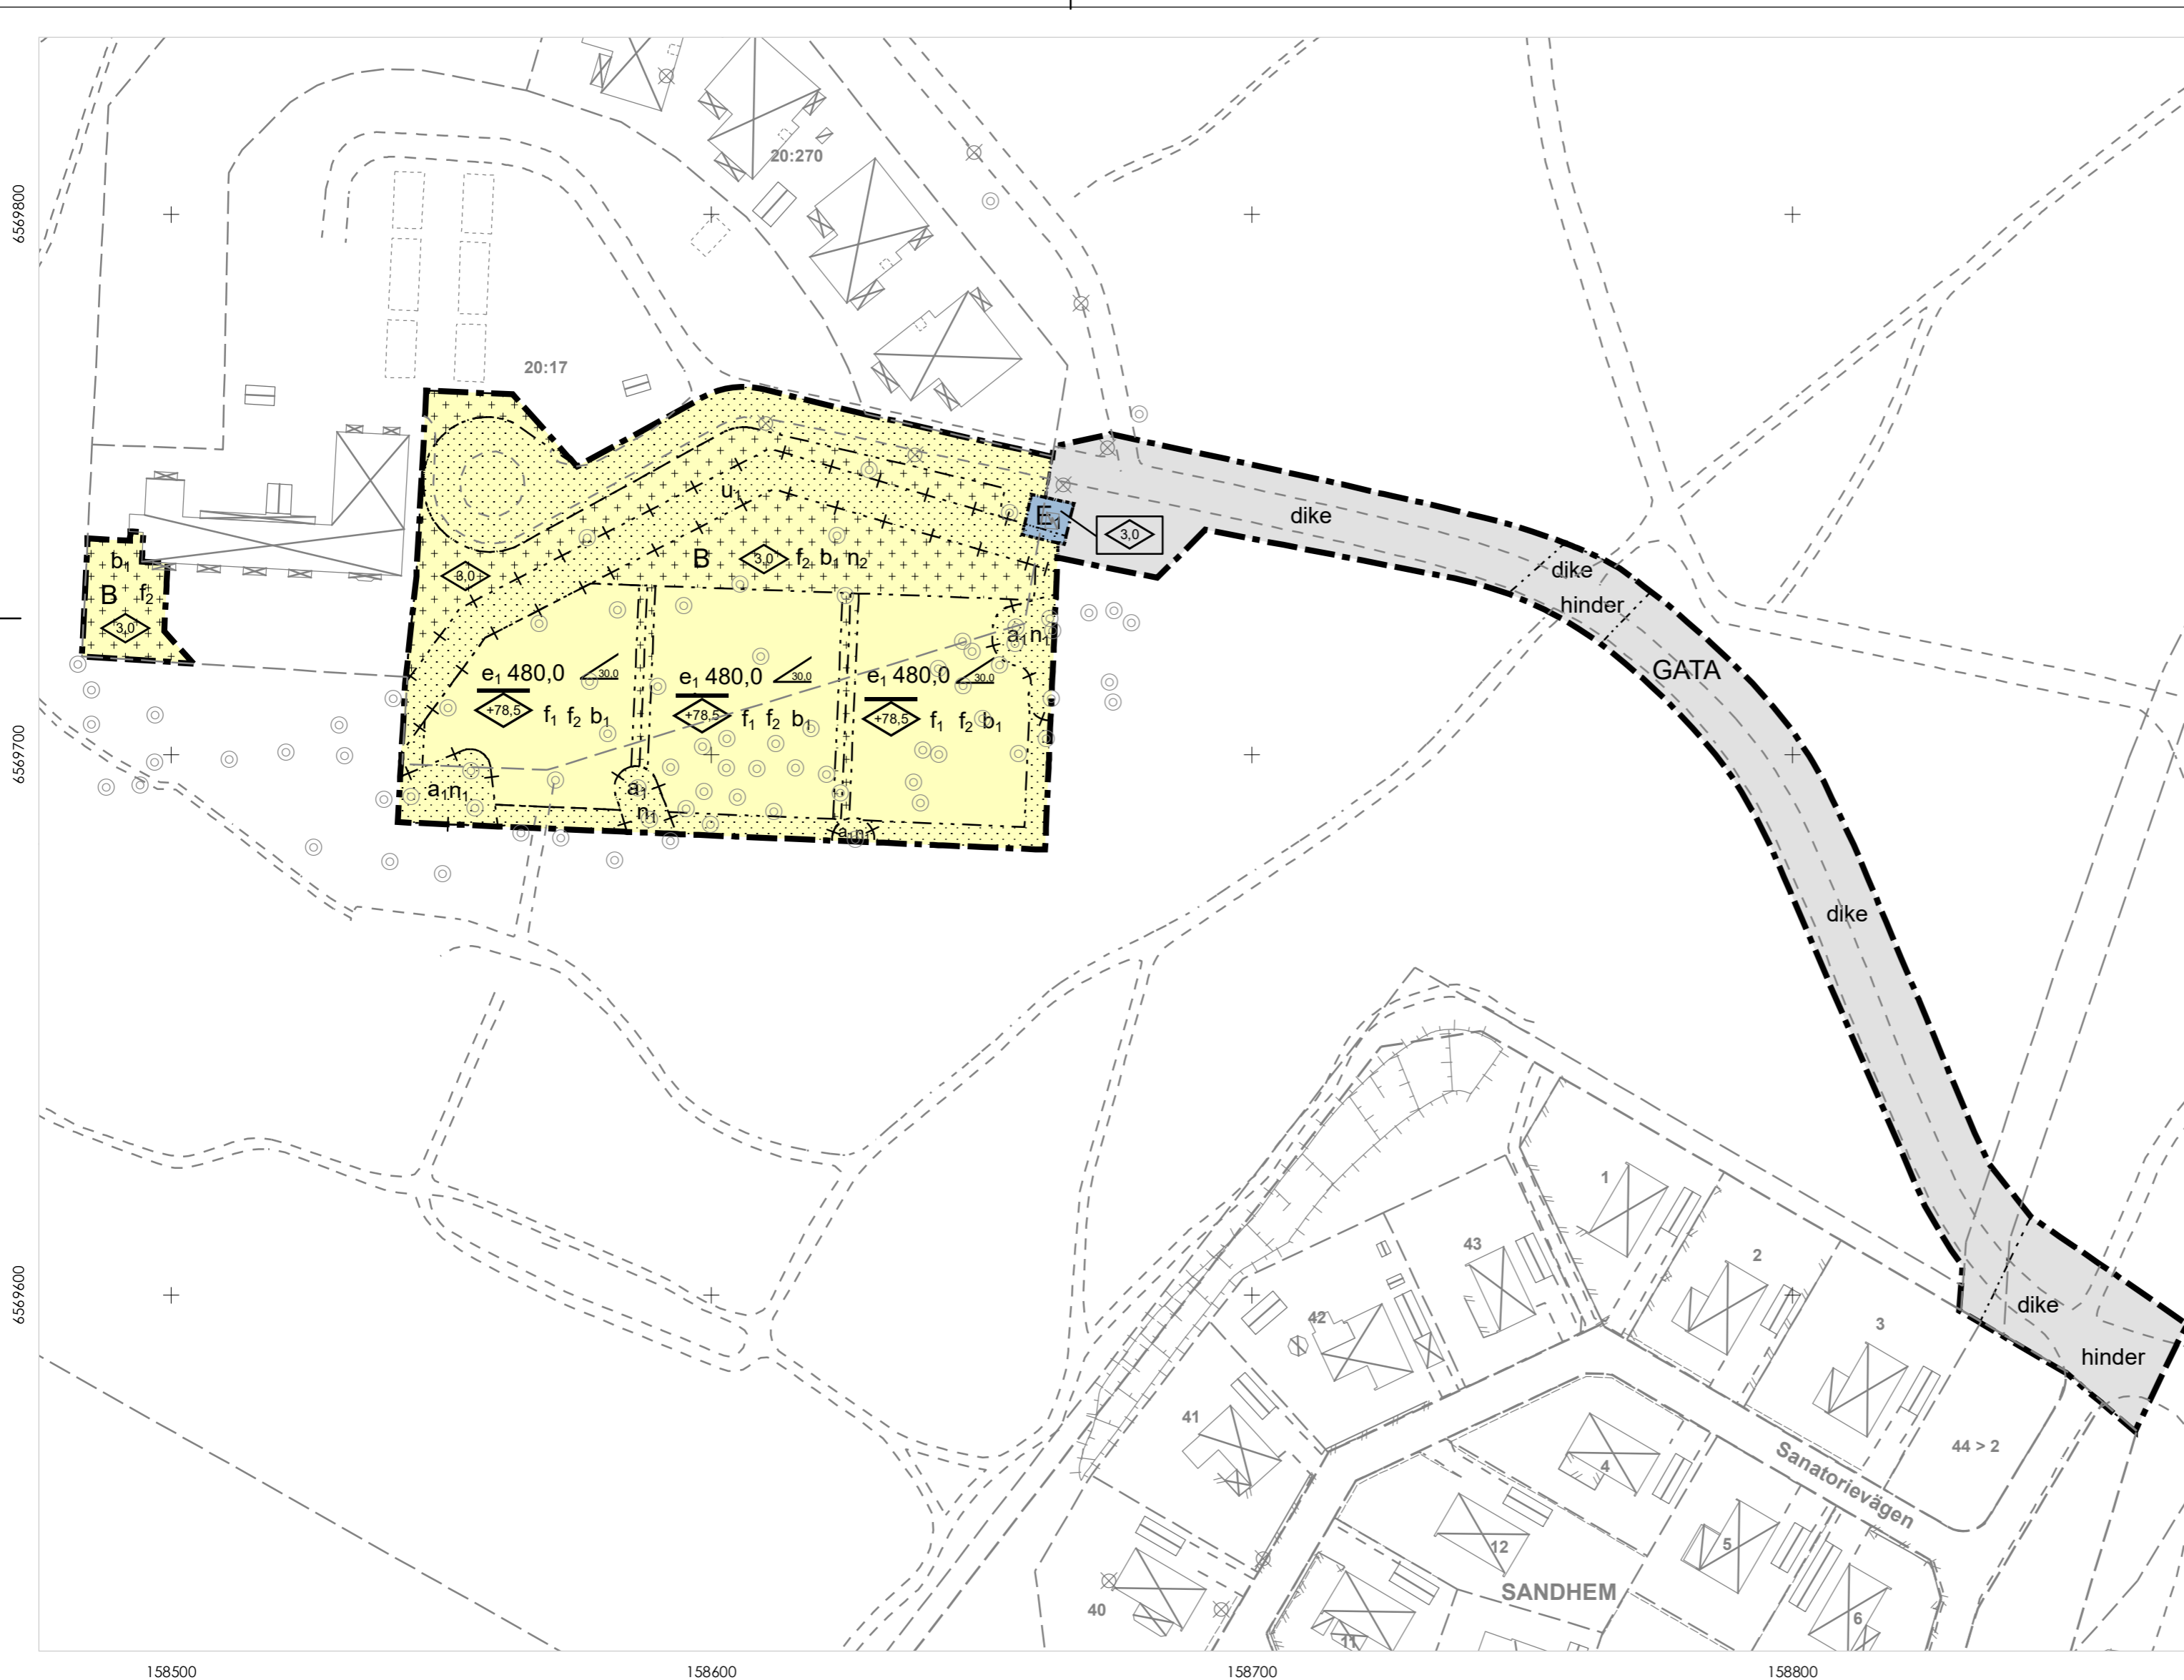 6569800
6569700
6569600
158500
158600
158700
158800
20:270
20:17
b1
B f2
3,0
3,0
u1
B 3,0 f2 b1 n2
E1
3,0
dike
dike
hinder
GATA
dike
dike
hinder
a1n1
e1 480,0 30,0
+78,5 f1 f2 b1
e1 480,0 30,0
+78,5 f1 f2 b1
e1 480,0 30,0
+78,5 f1 f2 b1
a1n1
a1
n1
a1n1
1
2
3
43
42
41
40
44 > 2
4
12
5
6
11
Sanatorievägen
SANDHEM